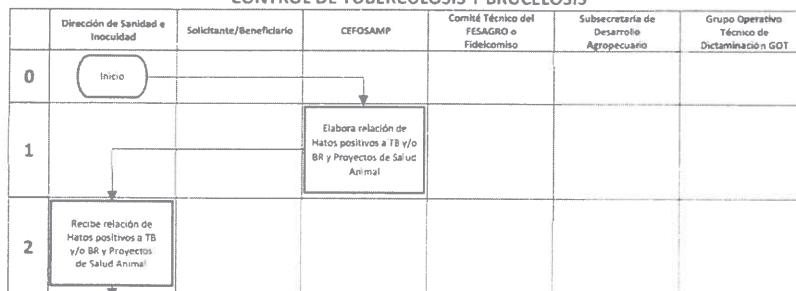 CONTROL DE TUBERCULOSIS Y BRUCELOSIS
Dirección de Sanidad e
Inocuidad
Solicitante/Beneficiario
CEFOSAMP
Comité Técnico del
FESAGRO o
Fideicomiso
Subsecretaría de
Desarrollo
Agropecuario
Grupo Operativo
Técnico de
Dictaminación GOT
0
Inicio
1
Elabora relación de
Hatos positivos a TB y/o
BR y Proyectos de Salud
Animal
2
Recibe relación de
Hatos positivos a TB
y/o BR y Proyectos
de Salud Animal